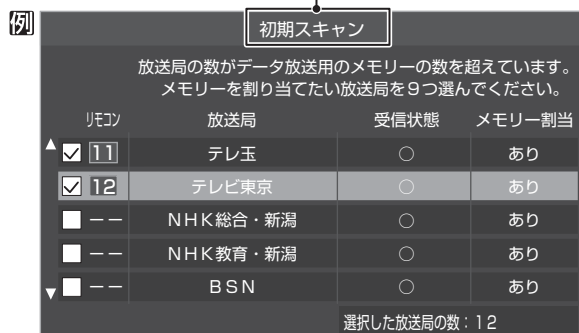 例
初期スキャン
放送局の数がデータ放送用のメモリーの数を超えています。
メモリーを割り当てたい放送局を9つ選んでください。
リモコン 放送局 受信状態 メモリー割当
11 テレ玉 ○ あり
12 テレビ東京 ○ あり
−− NHK総合・新潟 ○ あり
−− NHK教育・新潟 ○ あり
−− BSN ○ あり
選択した放送局の数：12